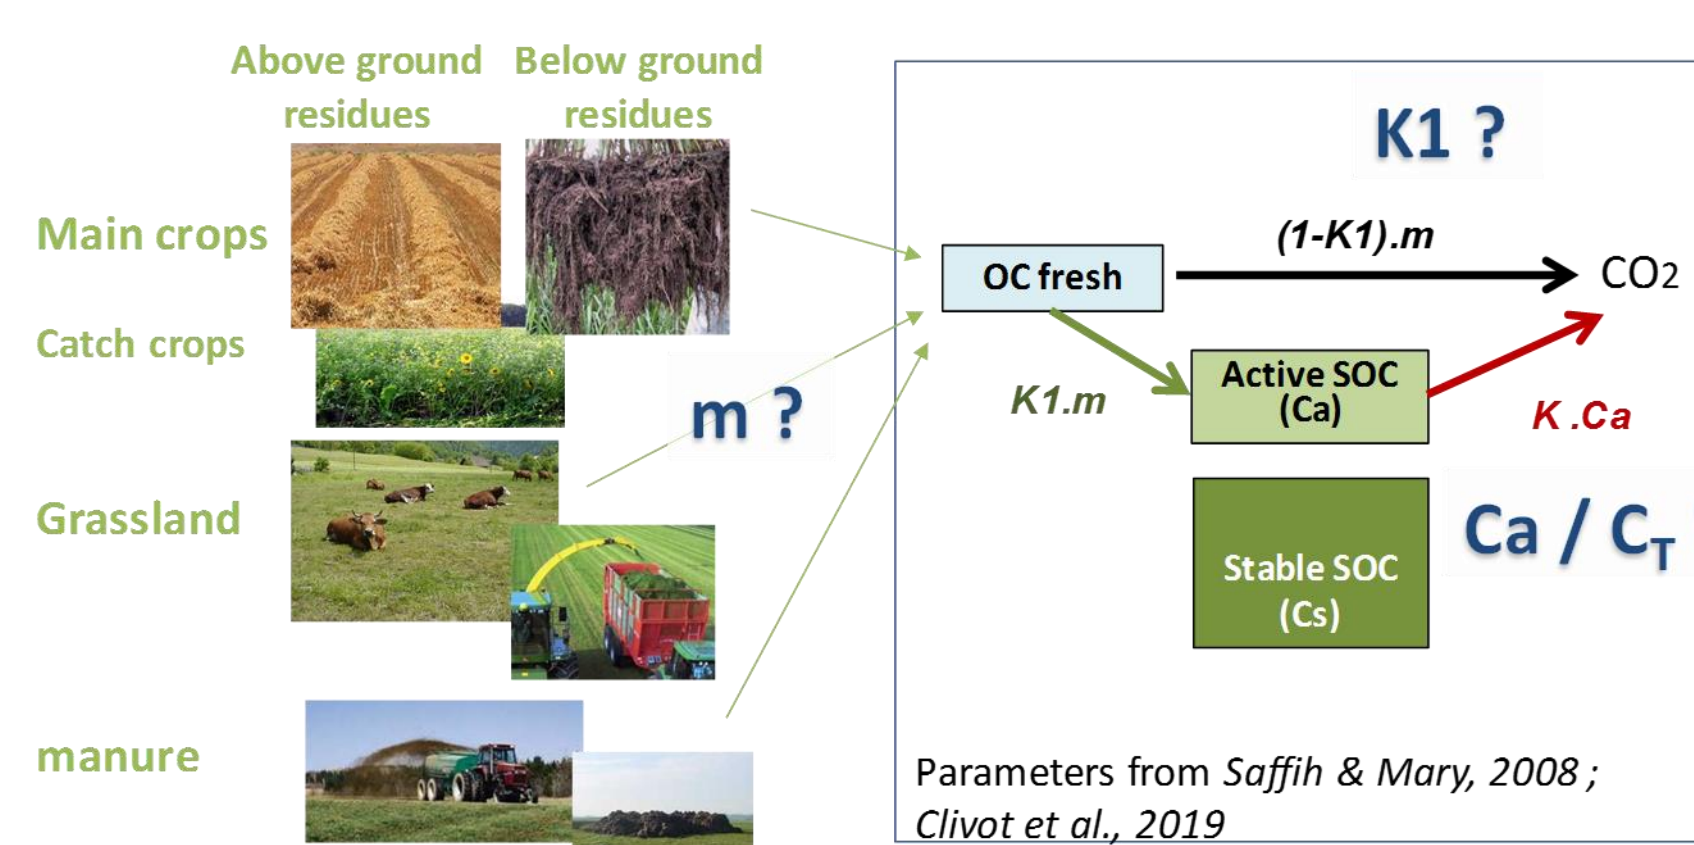 Above ground
residues
Below ground
residues
Main crops
Catch crops
Grassland
manure
m ?
K1 ?
(1-K1).m
OC fresh
CO2
K1.m
Active SOC
(Ca)
K .Ca
Stable SOC
(Cs)
Ca / CT
Parameters from Saffih & Mary, 2008 ;
Clivot et al., 2019